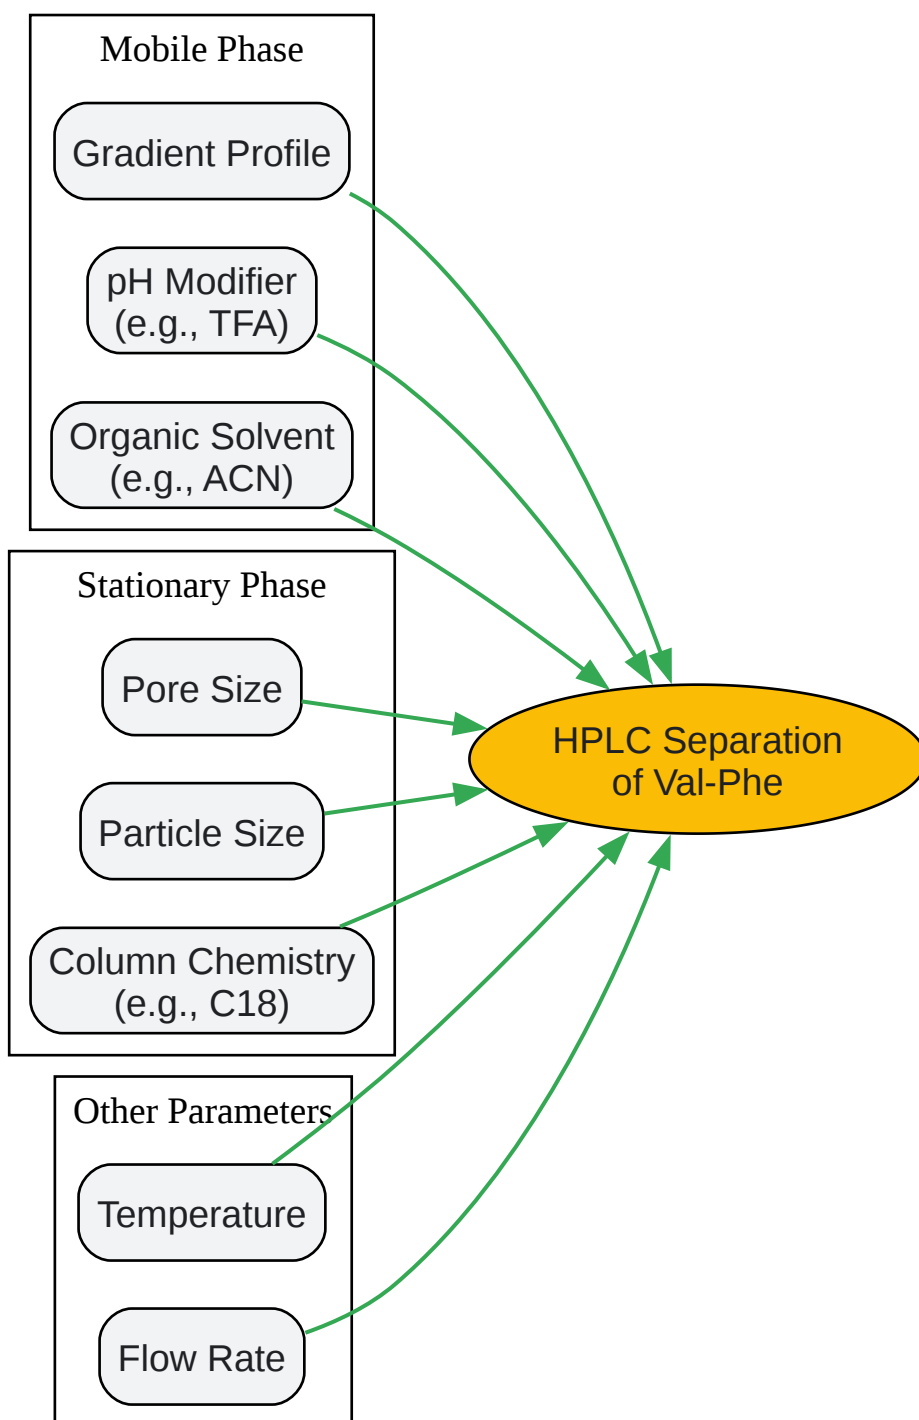 Mobile Phase
Gradient Profile
pH Modifier
(e.g., TFA)
Organic Solvent
(e.g., ACN)
Stationary Phase
Pore Size
Particle Size
Column Chemistry
(e.g., C18)
Other Parameters
Temperature
Flow Rate
HPLC Separation
of Val-Phe